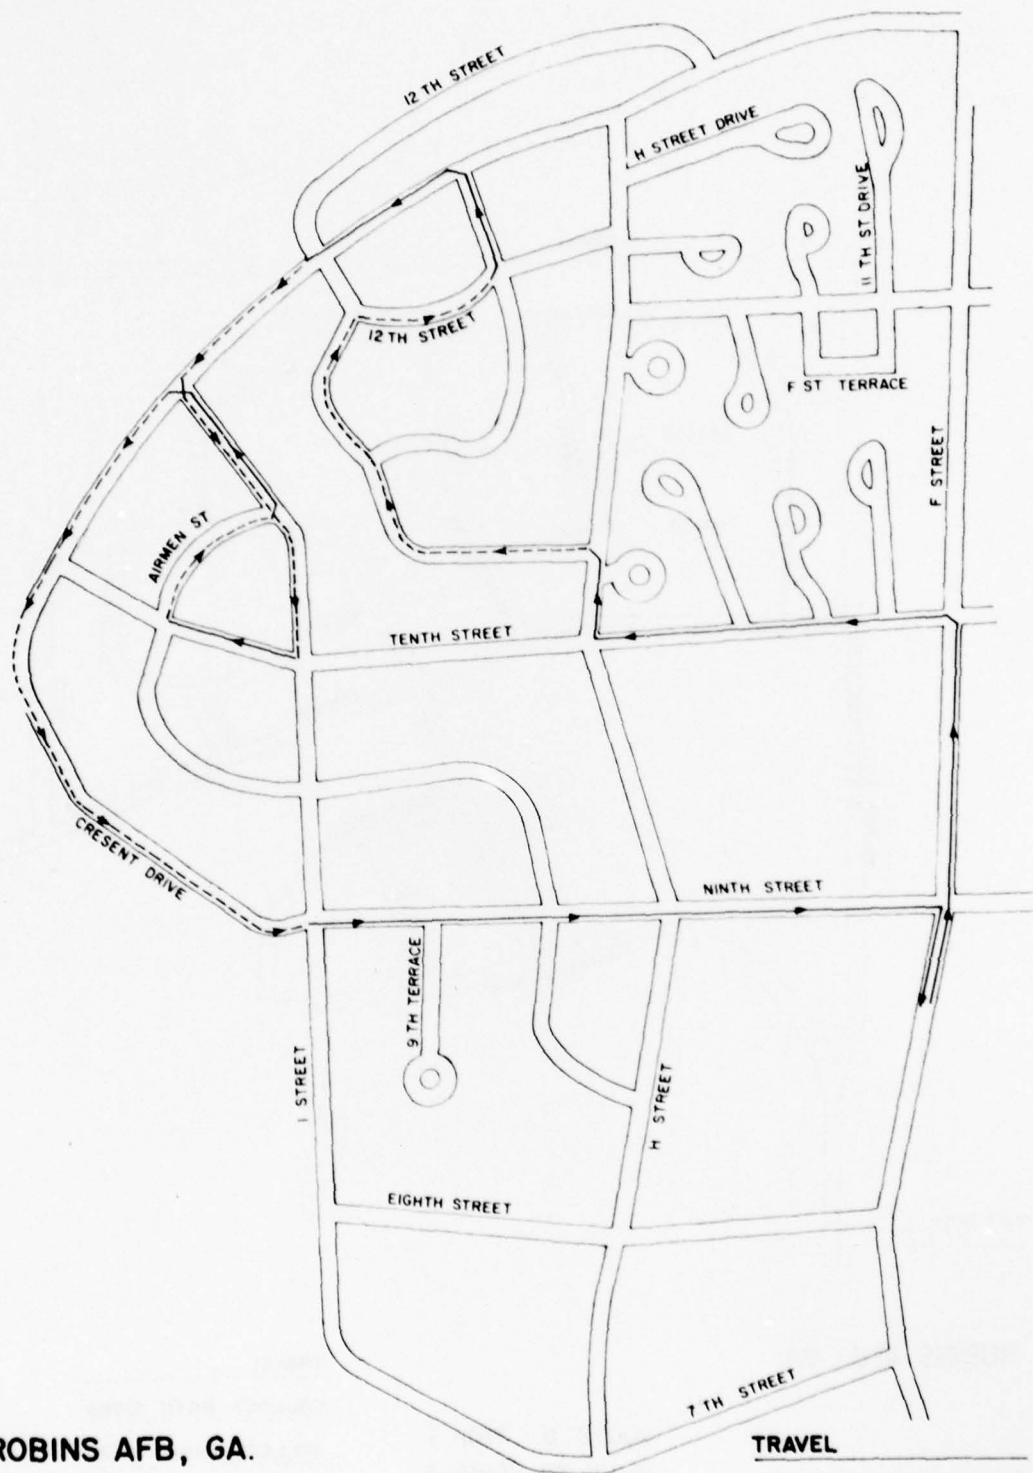 12 TH STREET
H STREET DRIVE
11 TH ST DRIVE
12 TH STREET
F ST TERRACE
F STREET
AIRMEN ST
TENTH STREET
CRESENT DRIVE
NINTH STREET
9 TH TERRACE
I STREET
H STREET
EIGHTH STREET
7 TH STREET
ROBINS AFB, GA.
TRAVEL